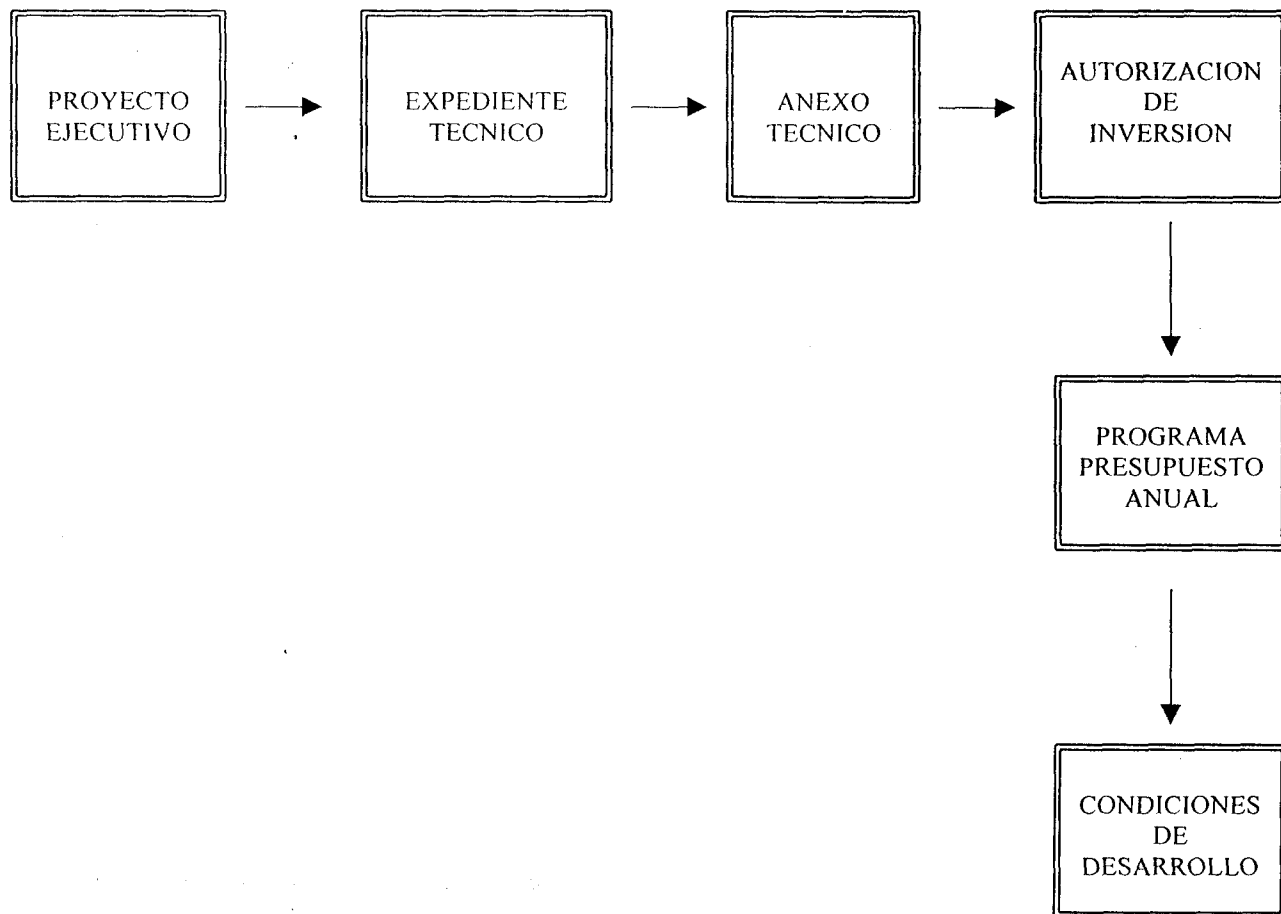 PROYECTO
EJECUTIVO
EXPEDIENTE
TECNICO
ANEXO
TECNICO
AUTORIZACION
DE
INVERSION
PROGRAMA
PRESUPUESTO
ANUAL
CONDICIONES
DE
DESARROLLO